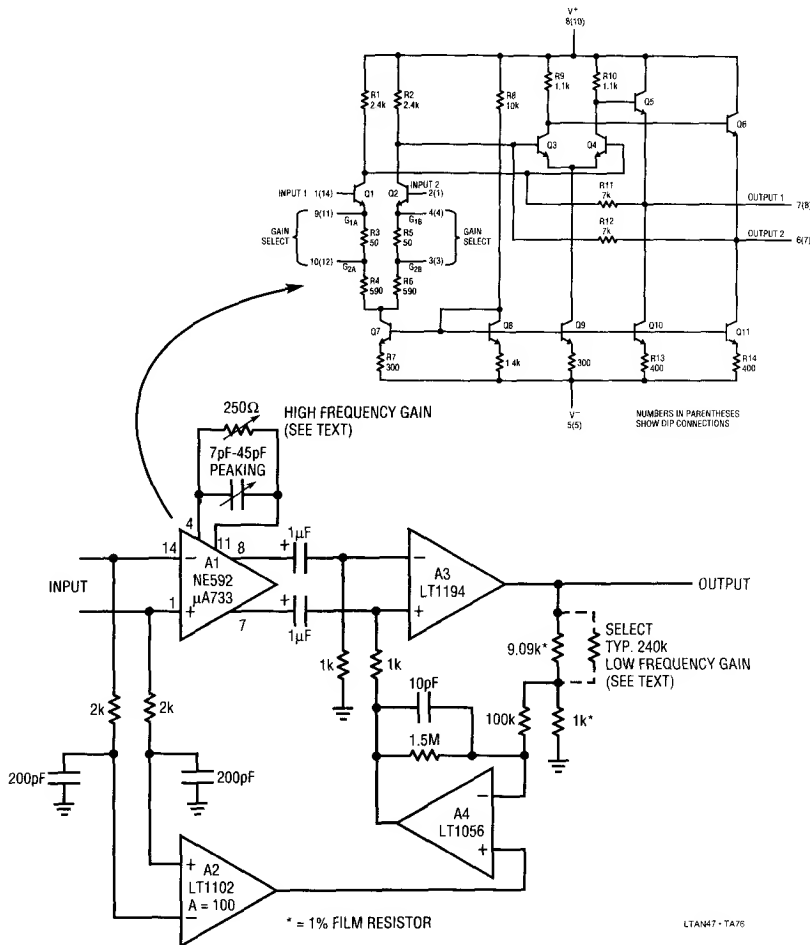 V+
8(10)
R1
2.4k
R2
2.4k
R8
10k
R9
1.1k
R10
1.1k
Q5
Q6
Q3
Q4
INPUT 1
1(14)
Q1
Q2
INPUT 2
2(1)
R11
7k
OUTPUT 1
7(8)
R12
7k
OUTPUT 2
6(7)
GAIN
SELECT
9(11)
G1A
R3
50
10(12)
G2A
R4
590
4(4)
G1B
R5
50
3(3)
G2B
R6
590
GAIN
SELECT
Q7
Q8
Q9
Q10
Q11
R7
300
1.4k
300
R13
400
R14
400
V−
5(5)
NUMBERS IN PARENTHESES
SHOW DIP CONNECTIONS
250Ω
HIGH FREQUENCY GAIN
(SEE TEXT)
7pF-45pF
PEAKING
4
11
14
−
A1
NE592
μA733
8
1
+
7
INPUT
+
1μF
+
1μF
−
A3
LT1194
+
OUTPUT
1k
1k
9.09k*
SELECT
TYP. 240k
LOW FREQUENCY GAIN
(SEE TEXT)
10pF
1.5M
100k
1k*
2k
2k
200pF
200pF
−
A4
LT1056
+
+
A2
LT1102
A = 100
−
* = 1% FILM RESISTOR
LTAN47 • TA76